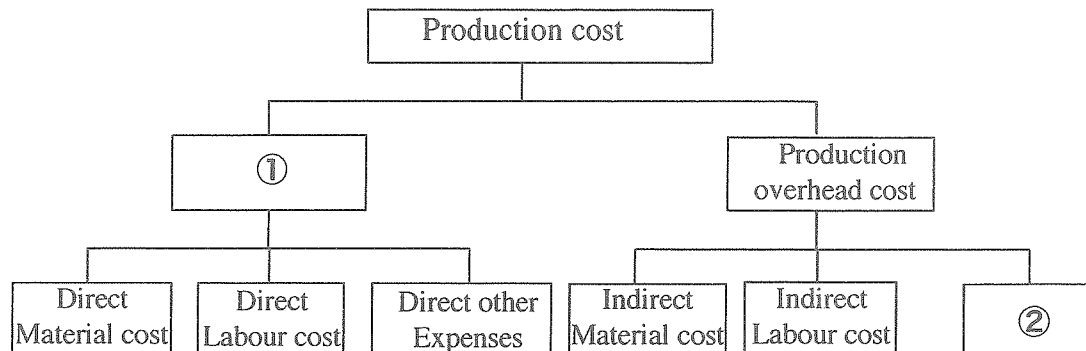 Production cost
①
Production
overhead cost
Direct
Material cost
Direct
Labour cost
Direct other
Expenses
Indirect
Material cost
Indirect
Labour cost
②